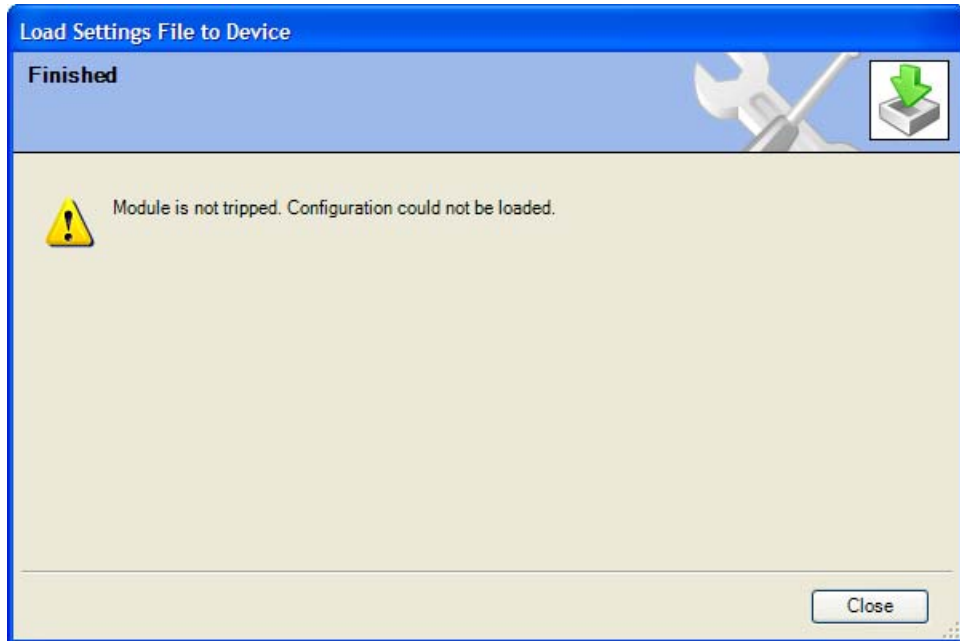 Load Settings File to Device
Finished
Module is not tripped. Configuration could not be loaded.
Close